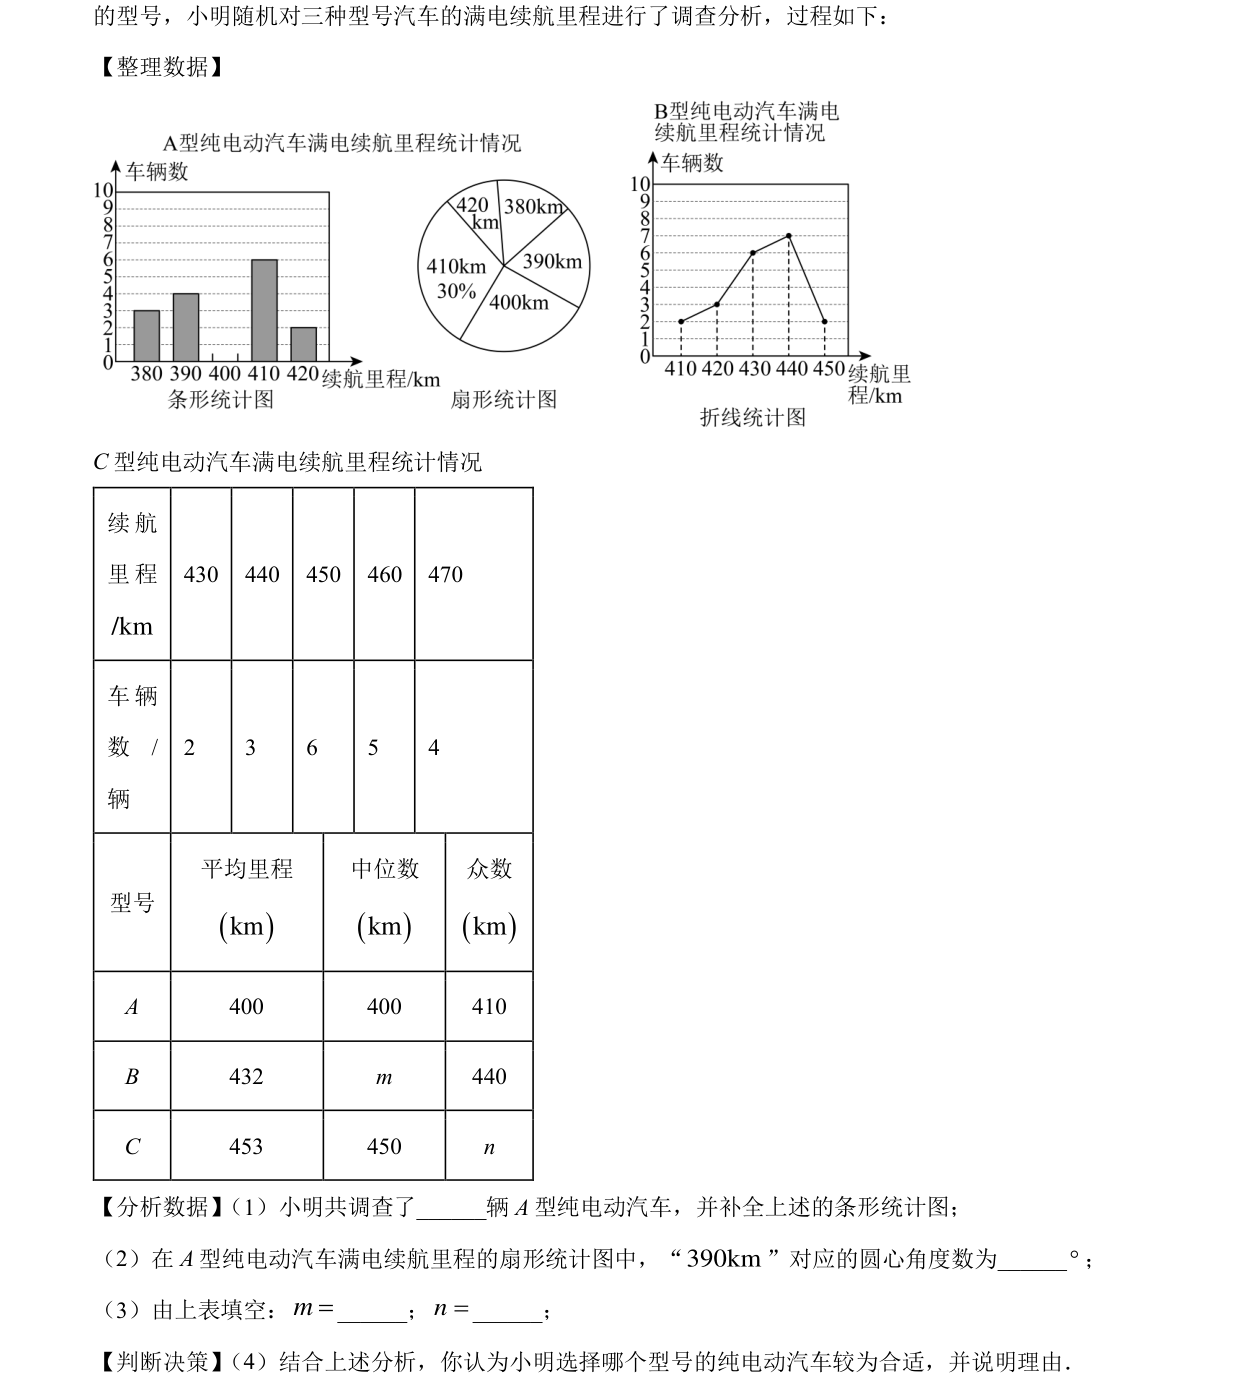 的型号，小明随机对三种型号汽车的满电续航里程进行了调查分析，过程如下：
【整理数据】
A型纯电动汽车满电续航里程统计情况
车辆数
10
9
8
7
6
5
4
3
2
1
0
380 390 400 410 420 续航里程/km
条形统计图
420
km
380km
390km
400km
410km
30%
扇形统计图
B型纯电动汽车满电
续航里程统计情况
车辆数
10
9
8
7
6
5
4
3
2
1
0
410 420 430 440 450 续航里
程/km
折线统计图
C 型纯电动汽车满电续航里程统计情况
续航
里程 430 440 450 460 470
/km
车辆
数 / 2 3 6 5 4
辆
型号 平均里程 中位数 众数
(km) (km) (km)
A 400 400 410
B 432 m 440
C 453 450 n
【分析数据】（1）小明共调查了______辆 A 型纯电动汽车，并补全上述的条形统计图；
（2）在 A 型纯电动汽车满电续航里程的扇形统计图中，“390km”对应的圆心角度数为______°；
（3）由上表填空：m＝______；n＝______；
【判断决策】（4）结合上述分析，你认为小明选择哪个型号的纯电动汽车较为合适，并说明理由．